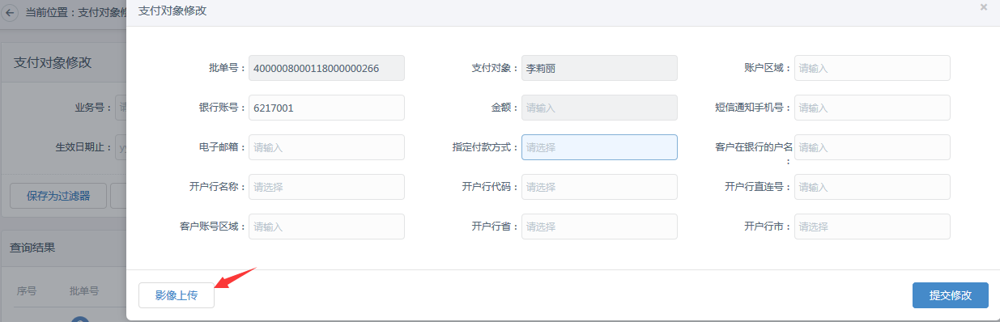 当前位置：支付对象修
支付对象修改
×
支付对象修改
批单号： 4000008000118000000266 支付对象： 李莉丽 账户区域： 请输入
业务号： 请
银行账号： 6217001 金额： 请输入 短信通知手机号： 请输入
生效日期止： yy
电子邮箱： 请输入 指定付款方式： 请选择 客户在银行的户名： 请输入
开户行名称： 请选择 开户行代码： 请选择 开户行直连号： 请输入
保存为过滤器
客户账号区域： 请输入 开户行省： 请选择 开户行市： 请选择
查询结果
序号 批单号
影像上传 提交修改